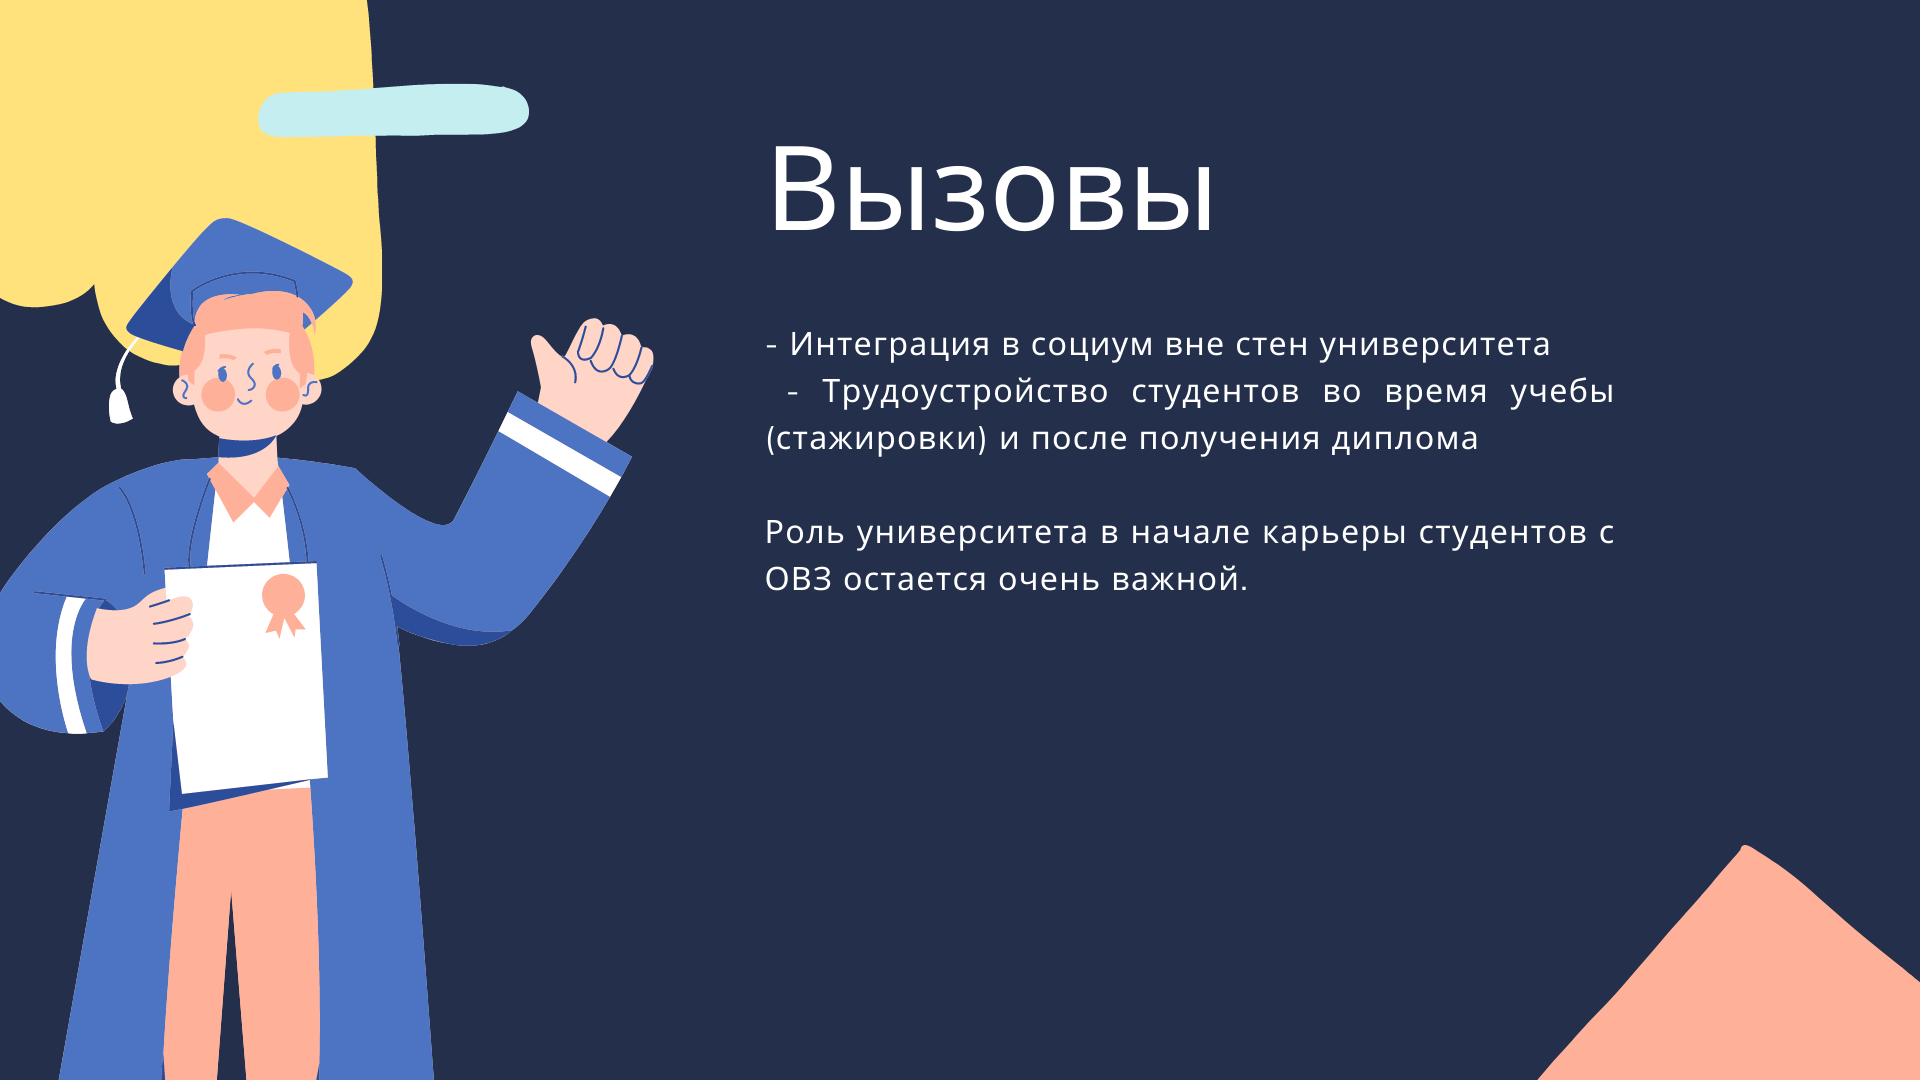 Вызовы
- Интеграция в социум вне стен университета
- Трудоустройство студентов во время учебы
(стажировки) и после получения диплома
Роль университета в начале карьеры студентов с
ОВЗ остается очень важной.